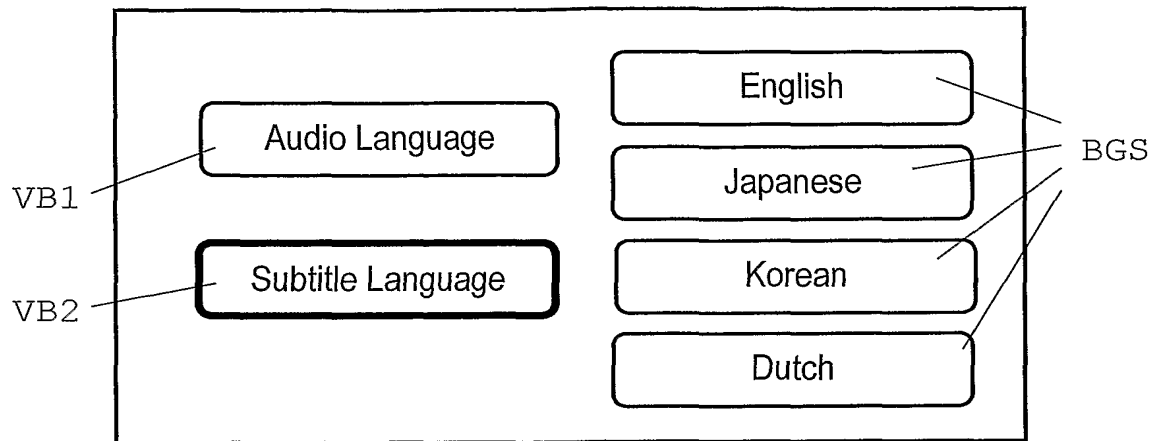 English
Audio Language
BGS
Japanese
VB1
Subtitle Language
Korean
VB2
Dutch